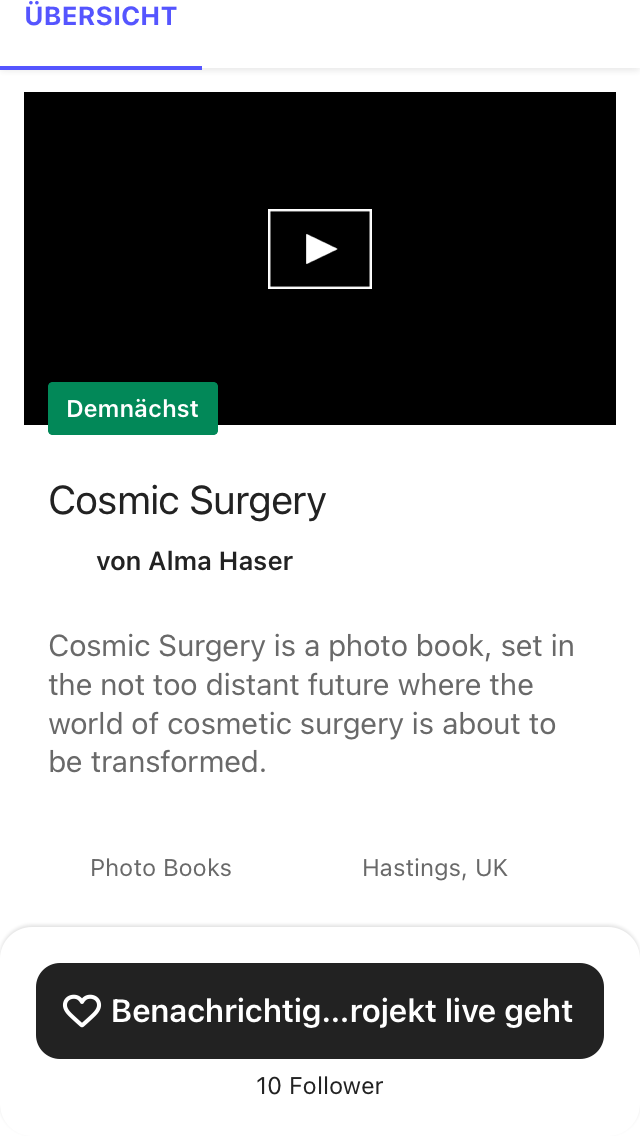 ÜBERSICHT
Demnächst
Cosmic Surgery
von Alma Haser
Cosmic Surgery is a photo book, set in
the not too distant future where the
world of cosmetic surgery is about to
be transformed.
Photo Books
Hastings, UK
Benachrichtig...rojekt live geht
10 Follower